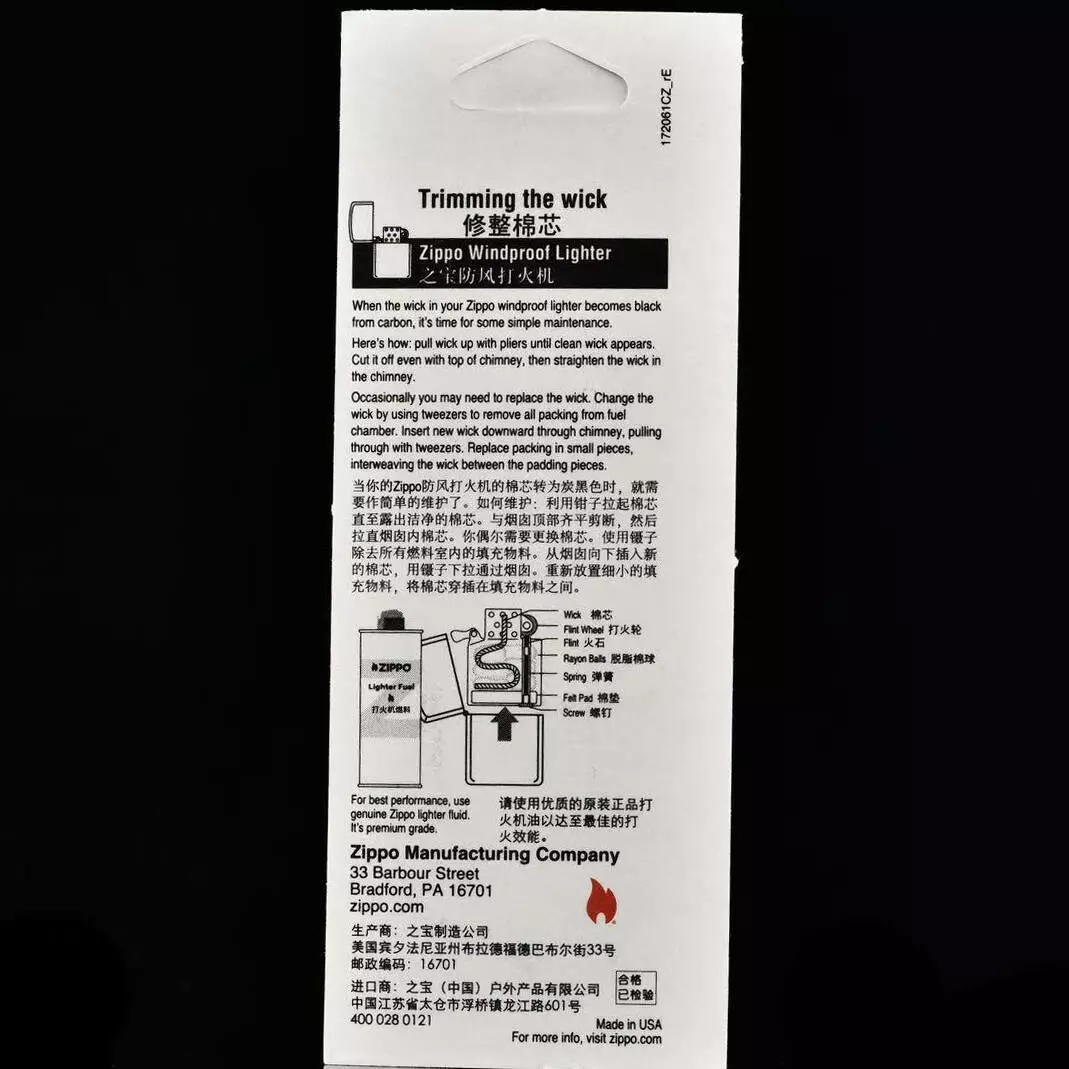 172061CZ_rE
Trimming the wick
修整棉芯
Zippo Windproof Lighter
之宝防风打火机
When the wick in your Zippo windproof lighter becomes black
from carbon, it's time for some simple maintenance.
Here's how: pull wick up with pliers until clean wick appears.
Cut it off even with top of chimney, then straighten the wick in
the chimney.
Occasionally you may need to replace the wick. Change the
wick by using tweezers to remove all packing from fuel
chamber. Insert new wick downward through chimney, pulling
through with tweezers. Replace packing in small pieces,
interweaving the wick between the padding pieces.
当你的Zippo防风打火机的棉芯转为炭黑色时，就需
要作简单的维护了。如何维护：利用钳子拉起棉芯
直至露出洁净的棉芯。与烟囱顶部齐平剪断，然后
拉直烟囱内棉芯。你偶尔需要更换棉芯。使用镊子
除去所有燃料室内的填充物料。从烟囱向下插入新
的棉芯，用镊子下拉通过烟囱。重新放置细小的填
充物料，将棉芯穿插在填充物料之间。
Wick 棉芯
Flint Wheel 打火轮
Flint 火石
Rayon Balls 脱脂棉球
Spring 弹簧
Felt Pad 棉垫
Screw 螺钉
ZIPPO
Lighter Fuel
打火机燃料
For best performance, use
genuine Zippo lighter fluid.
It's premium grade.
请使用优质的原装正品打
火机油以达至最佳的打
火效能。
Zippo Manufacturing Company
33 Barbour Street
Bradford, PA 16701
zippo.com
生产商：之宝制造公司
美国宾夕法尼亚州布拉德福德巴布尔街33号
邮政编码：16701
进口商：之宝（中国）户外产品有限公司
中国江苏省太仓市浮桥镇龙江路601号
400 028 0121
合格
已检验
Made in USA
For more info, visit zippo.com